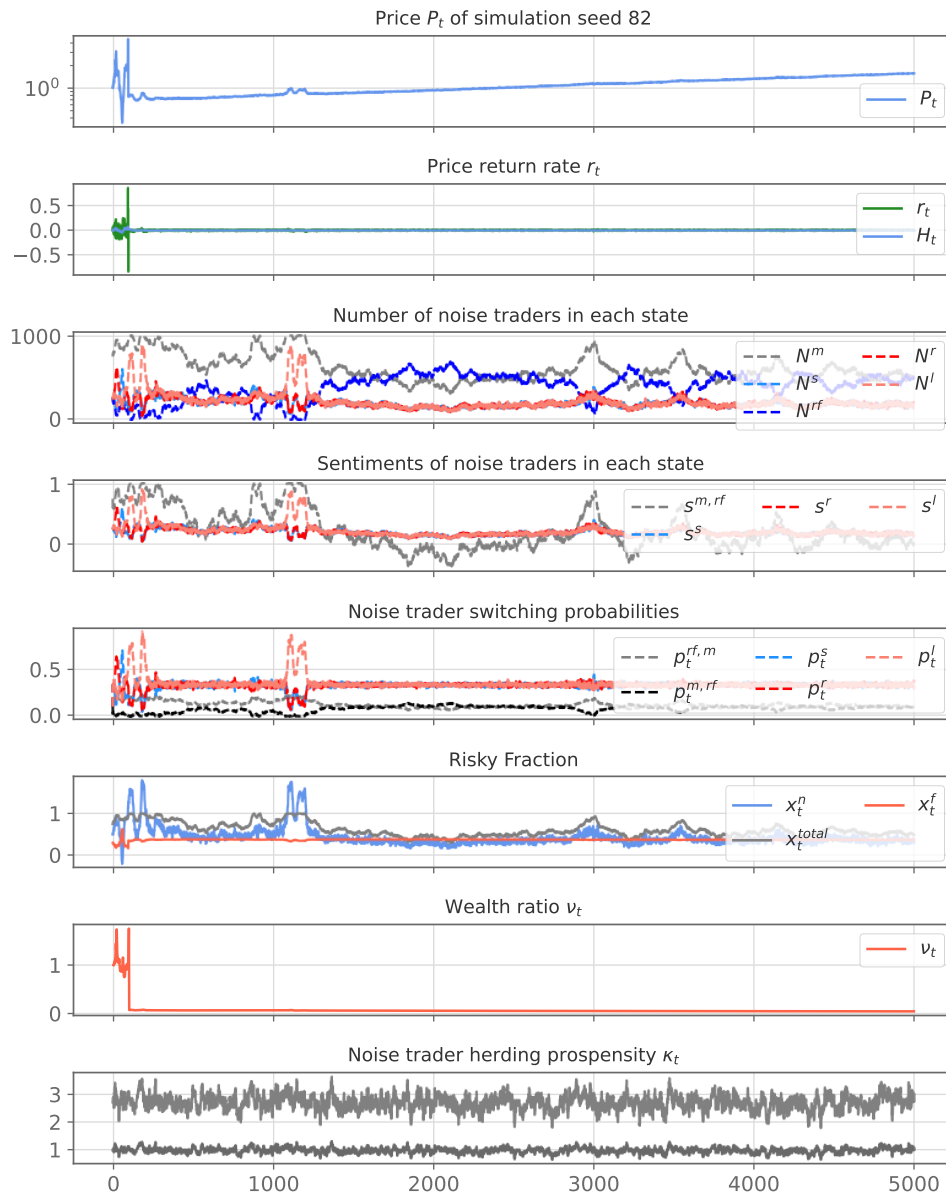 Price P_t of simulation seed 82
10^0
P_t
Price return rate r_t
0.5
0.0
−0.5
r_t
H_t
Number of noise traders in each state
1000
0
N^m N^r
N^s N^l
N^rf
Sentiments of noise traders in each state
1
0
s^m,rf s^r s^l
s^s
Noise trader switching probabilities
0.5
0.0
p_t^rf,m p_t^s p_t^l
p_t^m,rf p_t^r
Risky Fraction
1
0
x_t^n x_t^f
x_t^total
Wealth ratio ν_t
1
0
ν_t
Noise trader herding prospensity κ_t
3
2
1
0 1000 2000 3000 4000 5000